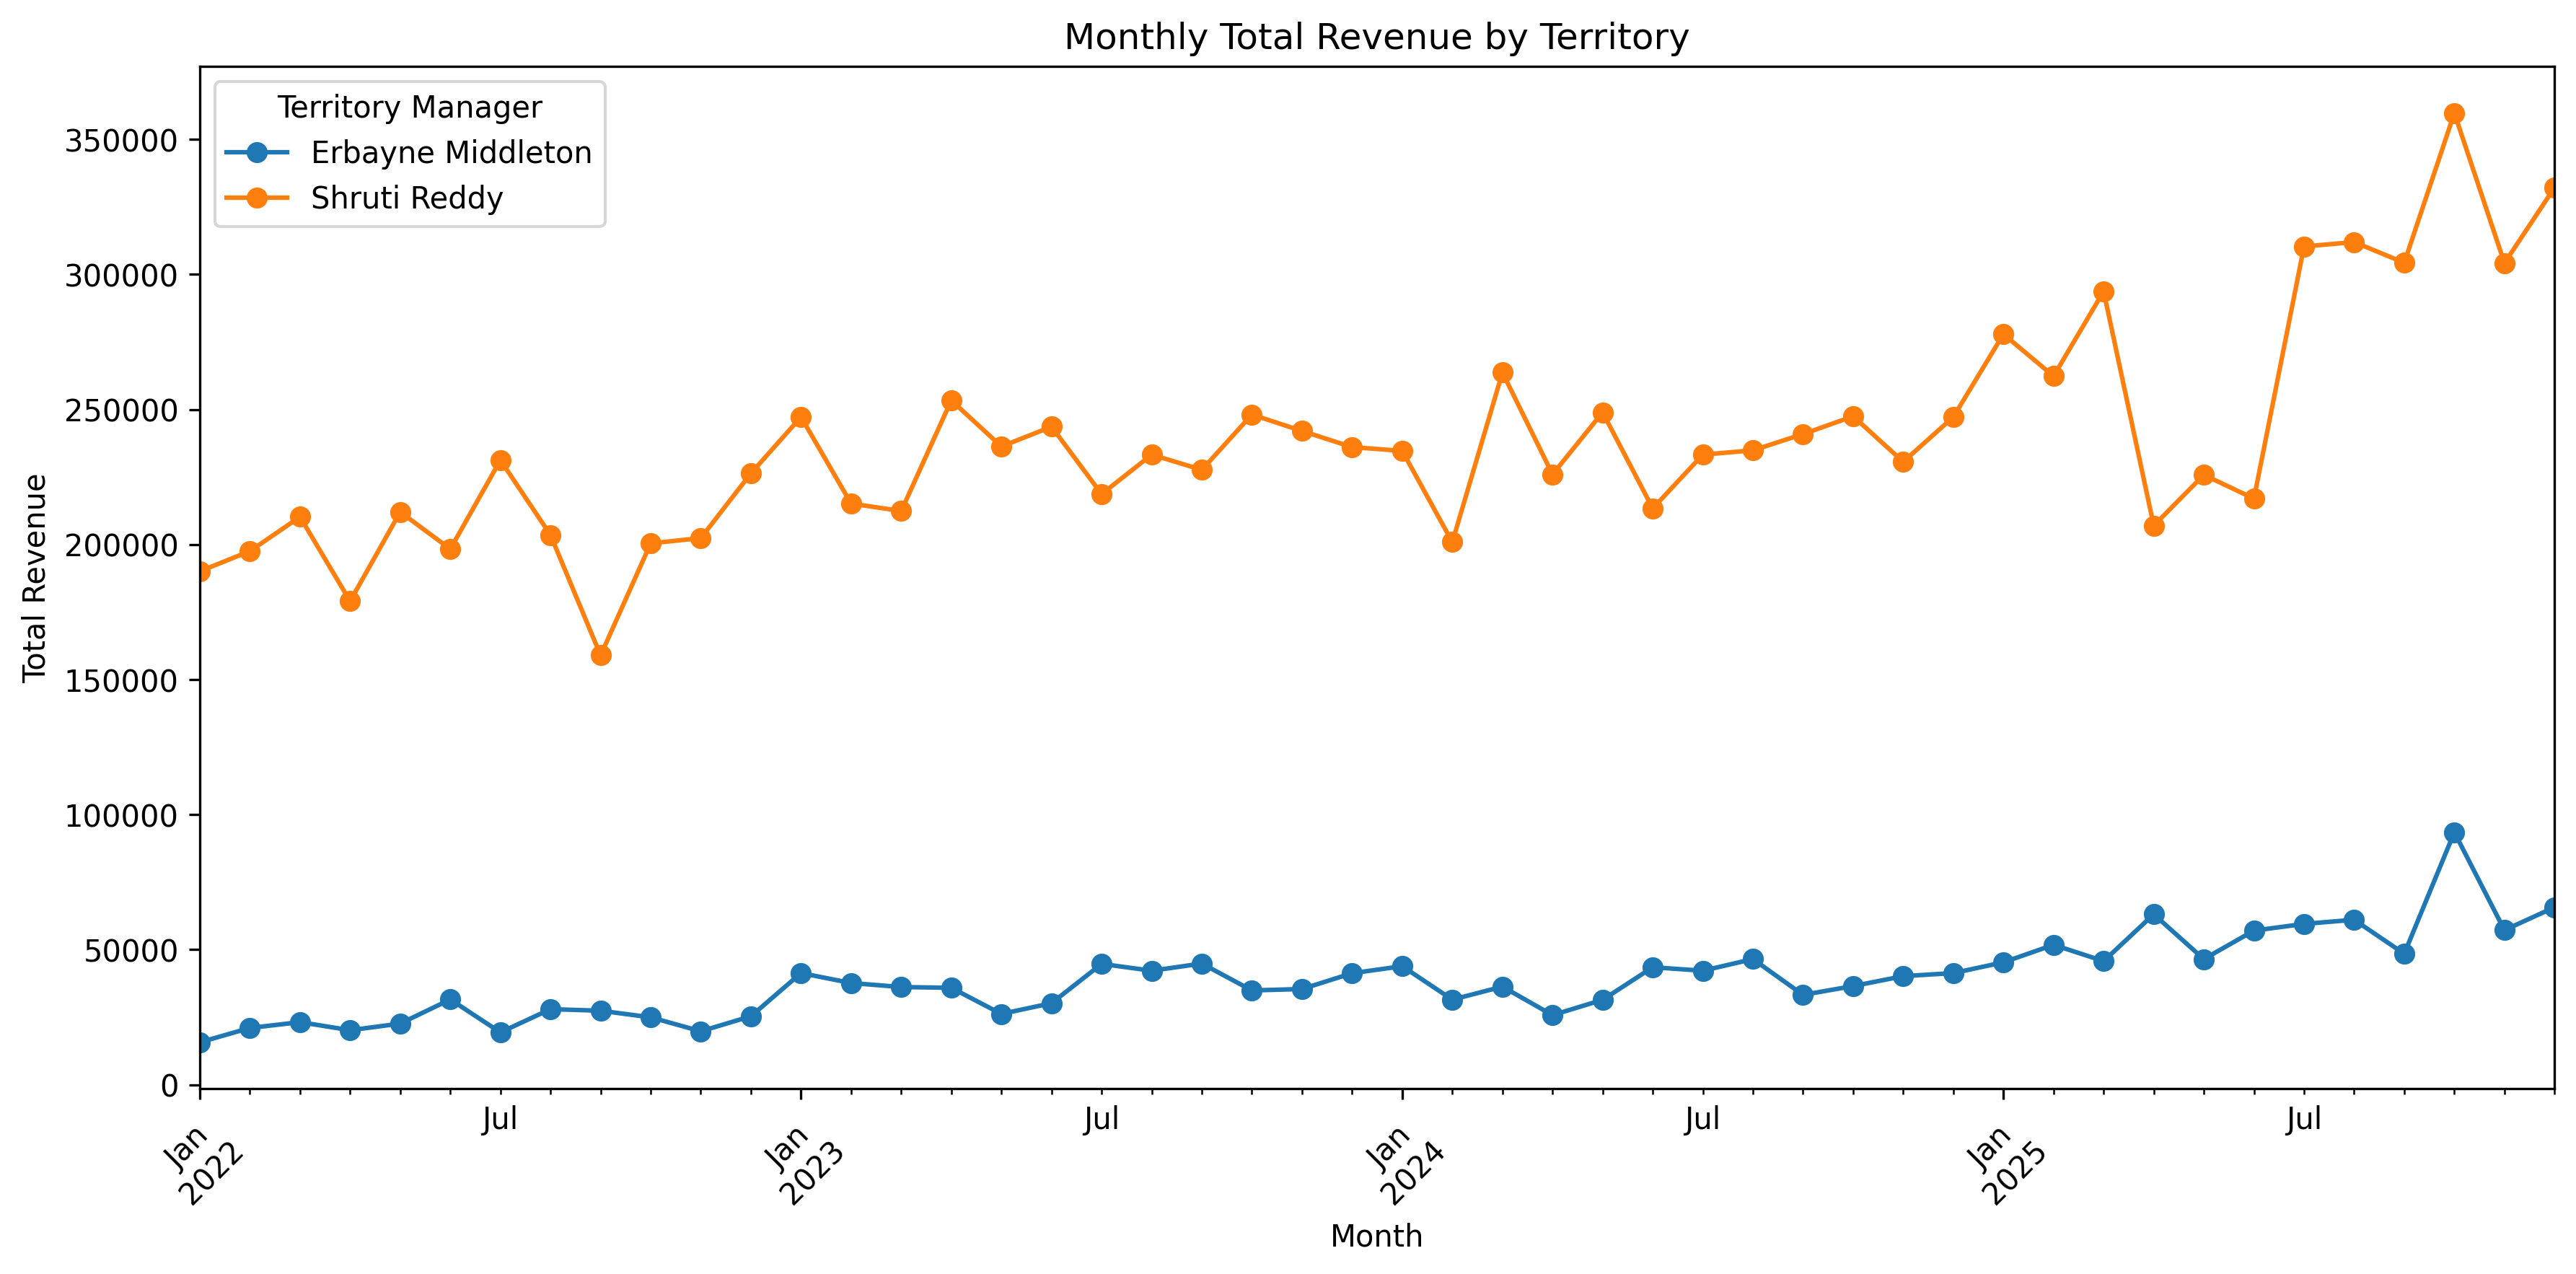 Monthly Total Revenue by Territory
Territory Manager
Erbayne Middleton
Shruti Reddy
Total Revenue
350000
300000
250000
200000
150000
100000
50000
0
Jan
2022
Jul
Jan
2023
Jul
Jan
2024
Jul
Jan
2025
Jul
Month